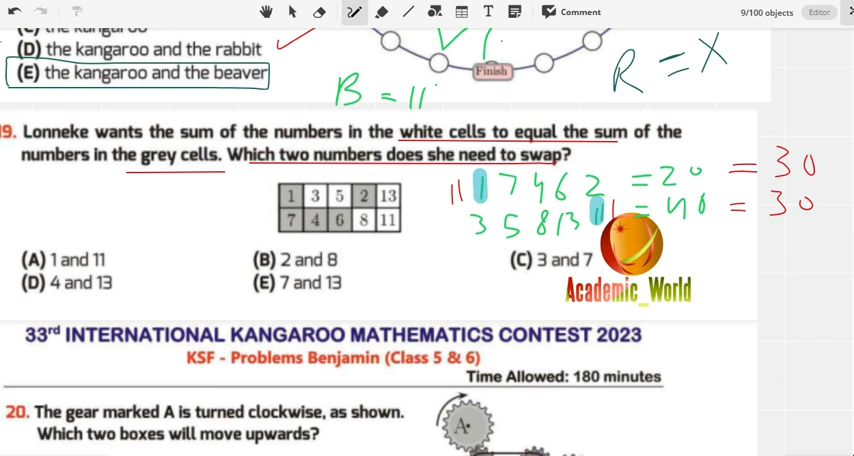 Comment
9/100 objects
Editor
(D) the kangaroo and the rabbit
(E) the kangaroo and the beaver
Finish
B = 11
R = X
19. Lonneke wants the sum of the numbers in the white cells to equal the sum of the
numbers in the grey cells. Which two numbers does she need to swap?
1 3 5 2 13
7 4 6 8 11
11 1 7 4 6 2 = 20 = 30
3 5 8 13 11 1 = 40 = 30
(A) 1 and 11
(B) 2 and 8
(C) 3 and 7
(D) 4 and 13
(E) 7 and 13
Academic_World
33rd INTERNATIONAL KANGAROO MATHEMATICS CONTEST 2023
KSF - Problems Benjamin (Class 5 & 6)
Time Allowed: 180 minutes
20. The gear marked A is turned clockwise, as shown.
Which two boxes will move upwards?
A